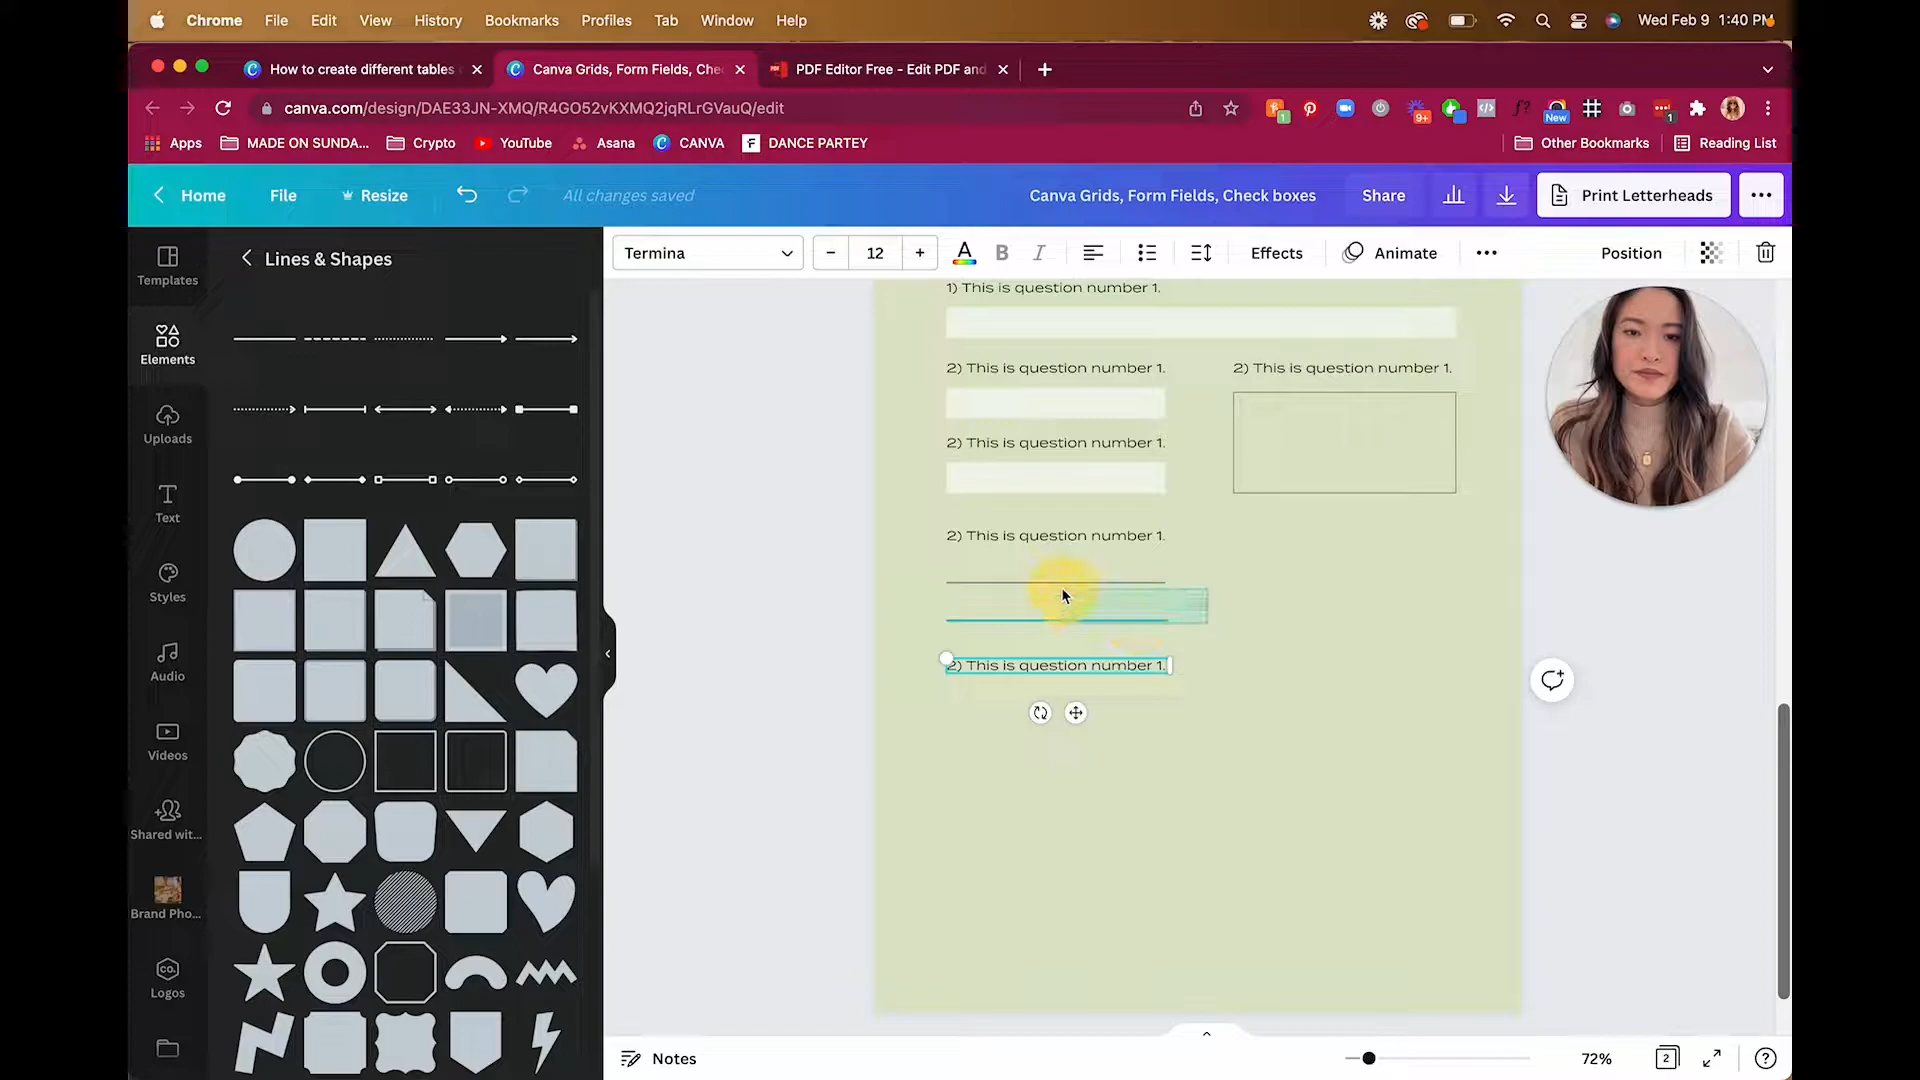 Chrome File Edit View History Bookmarks Profiles Tab Window Help
Wed Feb 9 1:40 PM
How to create different tables
Canva Grids, Form Fields, Che
PDF Editor Free - Edit PDF and
canva.com/design/DAE33JN-XMQ/R4GO52vKXMQ2jqRLrGVauQ/edit
1
9+
New
1
Apps
MADE ON SUNDA...
Crypto
YouTube
Asana
CANVA
DANCE PARTEY
Other Bookmarks
Reading List
Home
File
Resize
All changes saved
Canva Grids, Form Fields, Check boxes
Share
Print Letterheads
Templates
Elements
Uploads
Text
Styles
Audio
Videos
Shared wit...
Brand Pho...
CO.
Logos
Lines & Shapes
Termina
12
A
B
I
Effects
Animate
Position
1) This is question number 1.
2) This is question number 1.
2) This is question number 1.
2) This is question number 1.
2) This is question number 1.
2) This is question number 1.
Notes
72%
2